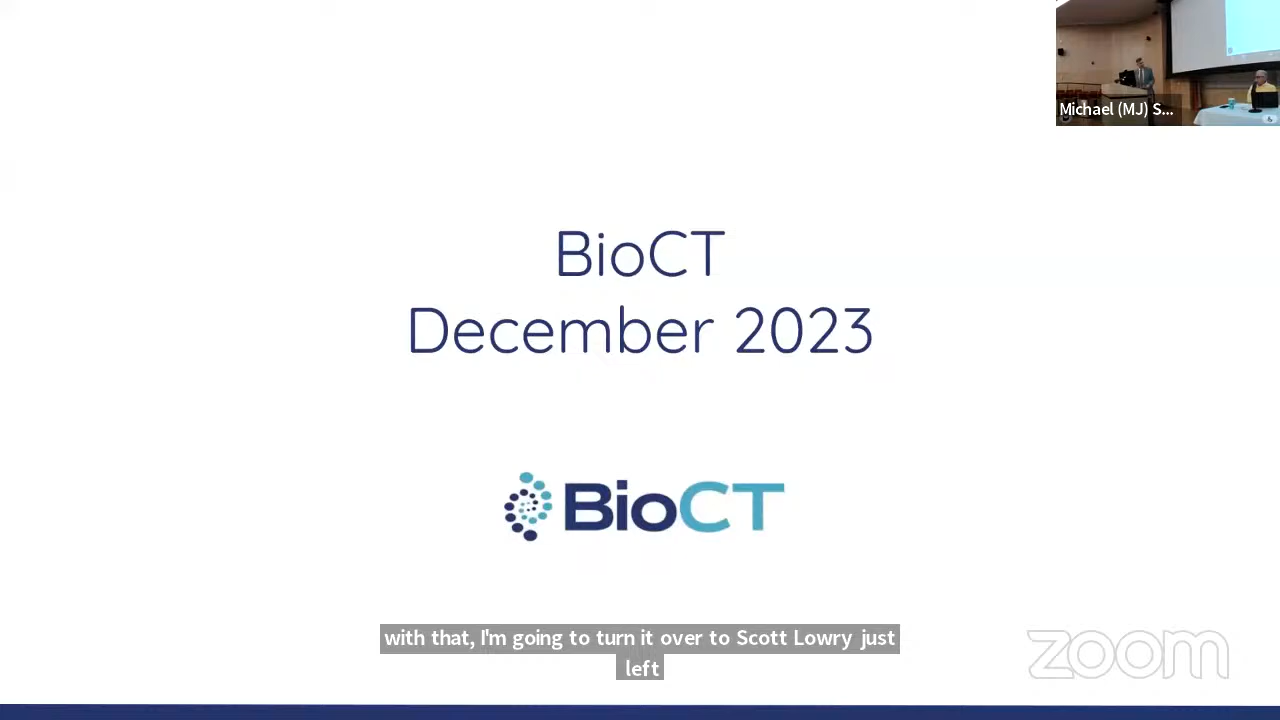 Michael (MJ) S...
BioCT
December 2023
BioCT
with that, I'm going to turn it over to Scott Lowry just
left
zoom